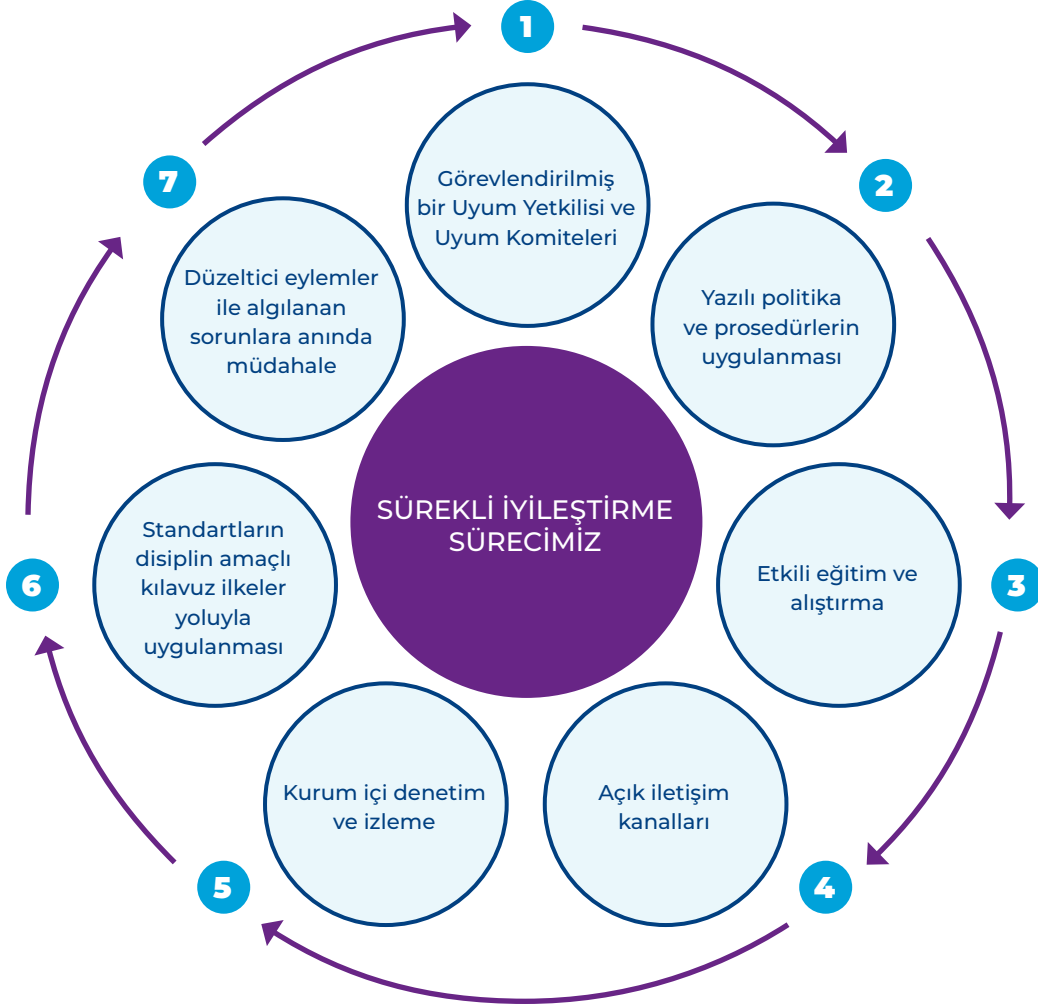 SÜREKLİ İYİLEŞTİRME
SÜRECİMİZ
1
Görevlendirilmiş
bir Uyum Yetkilisi ve
Uyum Komiteleri
2
Yazılı politika
ve prosedürlerin
uygulanması
3
Etkili eğitim ve
alıştırma
4
Açık iletişim
kanalları
5
Kurum içi denetim
ve izleme
6
Standartların
disiplin amaçlı
kılavuz ilkeler
yoluyla
uygulanması
7
Düzeltici eylemler
ile algılanan
sorunlara anında
müdahale